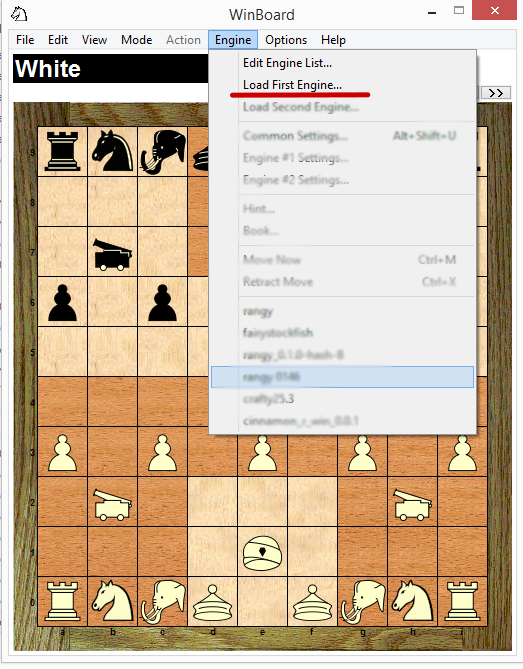 WinBoard
File Edit View Mode Action Engine Options Help
White
Edit Engine List...
Load First Engine...
Load Second Engine...
>>
Common Settings... Alt+Shift+U
Engine #1 Settings...
Engine #2 Settings...
Hint...
Book...
Move Now Ctrl+M
Retract Move Ctrl+X
rangy
fairystockfish
rangy_0.1.0-hash-8
rangy 0146
crafty25.3
cinnamon_r_win_0.0.1
9
8
7
6
5
4
3
2
1
0
a b c d e f g h i